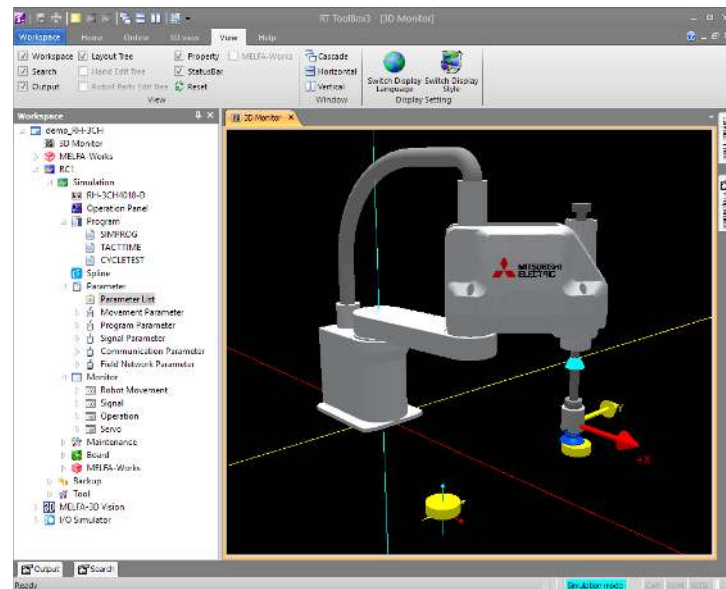 RT ToolBox3 - [3D Monitor]
Workspace Home Online 3D view View Help
Workspace Layout Tree Property MELFA-Works Cascade
Search Hand Edit Tree StatusBar Horizontal Switch Display Switch Display
Output Robot Parts Edit Tree Reset Vertical Language Style
View Window Display Setting
Workspace
3D Monitor
demo_RH-3CH
3D Monitor
MELFA-Works
RC1
Simulation
RH-3CH4018-D
Operation Panel
Program
SIMPROG
TACTTIME
CYCLETEST
Spline
Parameter
Parameter List
Movement Parameter
Program Parameter
Signal Parameter
Communication Parameter
Field Network Parameter
Monitor
Robot Movement
Signal
Operation
Servo
Maintenance
Board
MELFA-Works
Backup
Tool
MELFA-3D Vision
I/O Simulator
MITSUBISHI
ELECTRIC
+X
Output Search
Ready Simulation mode CAP NUM